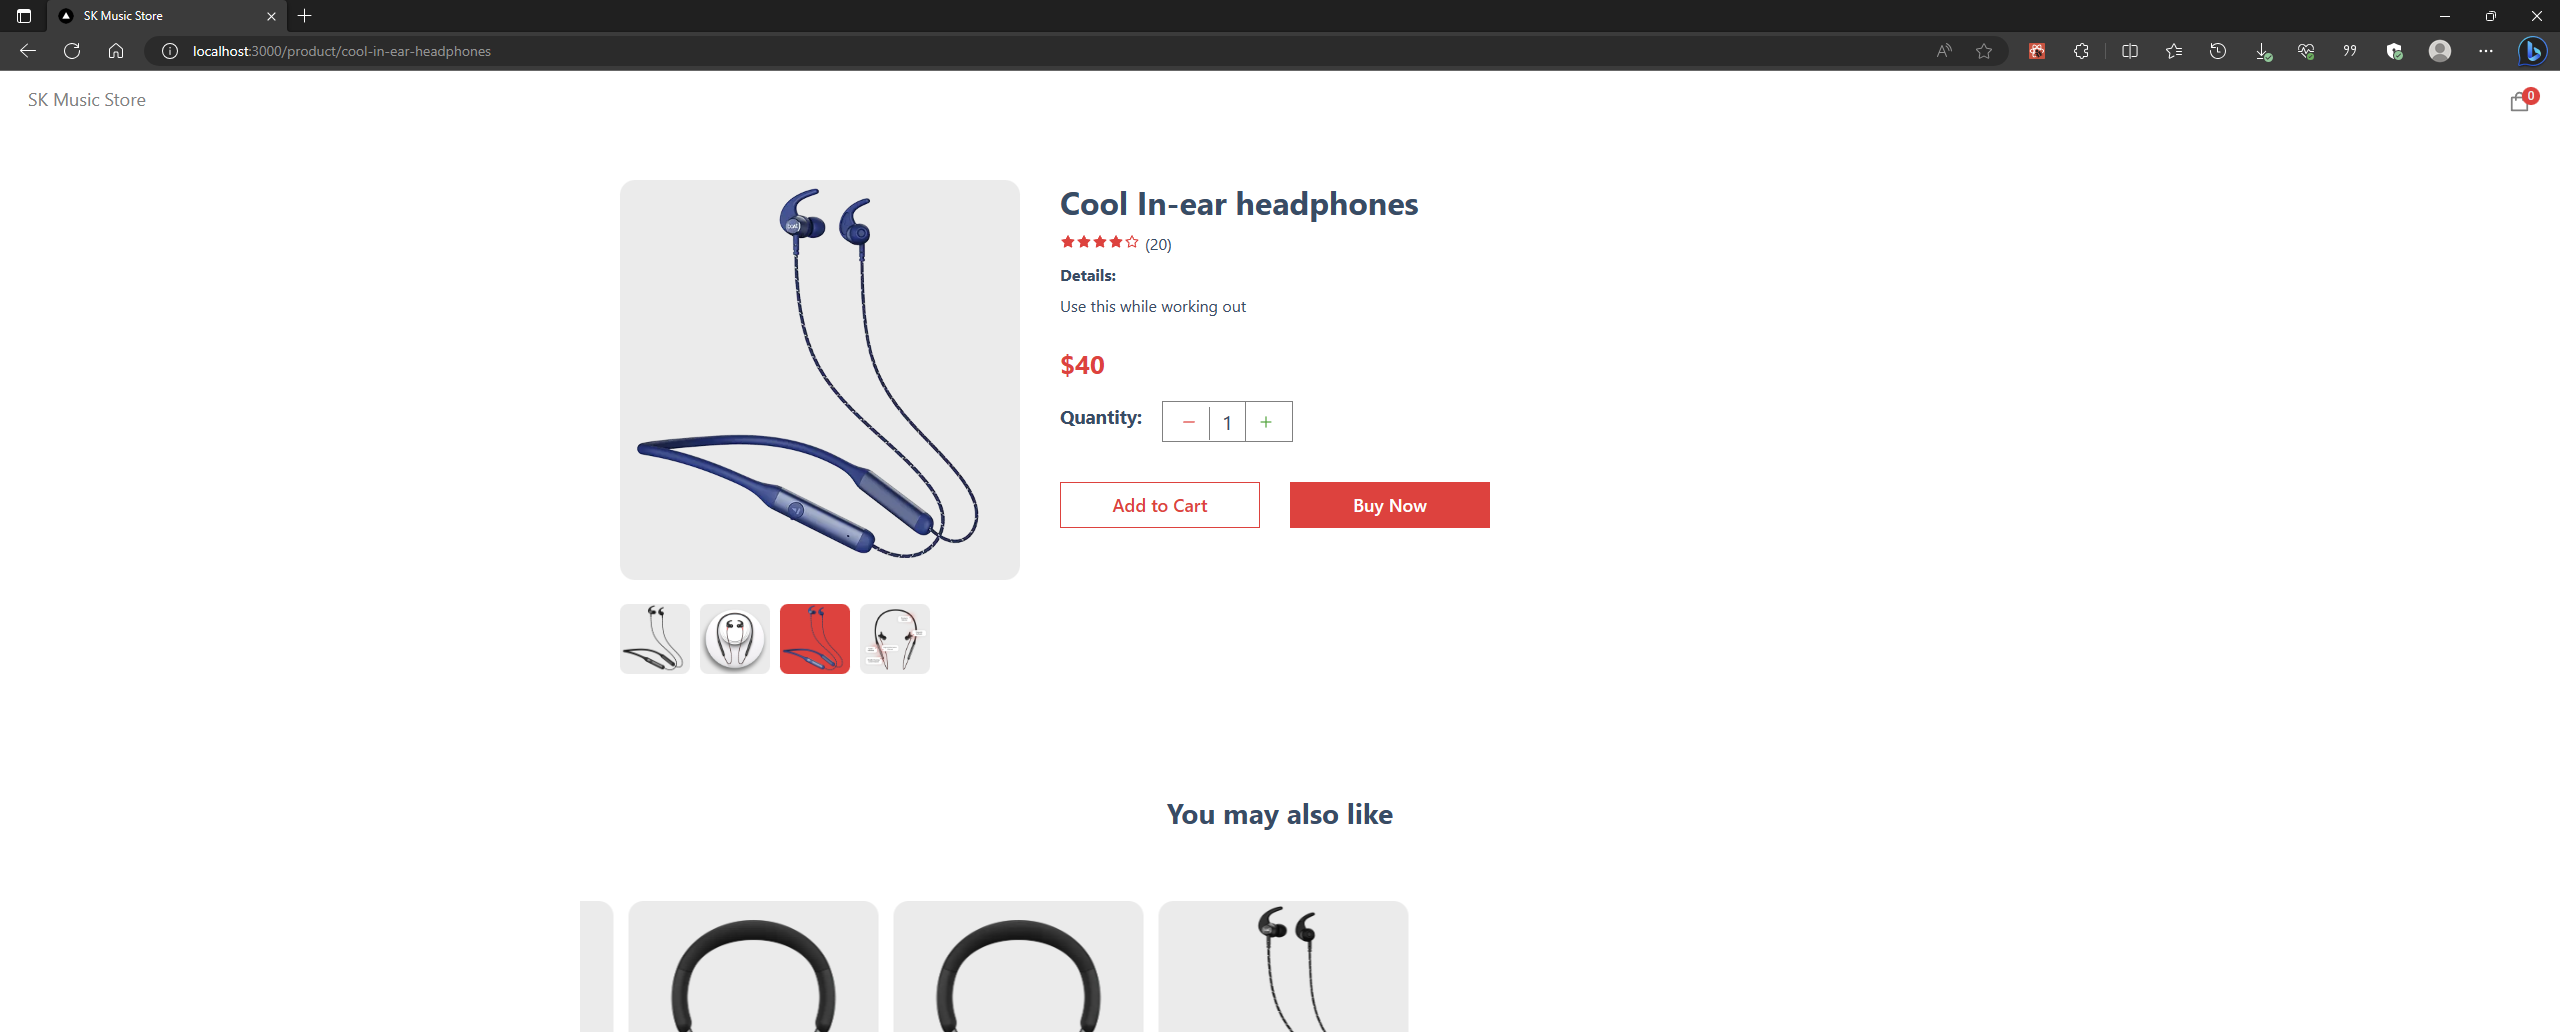 SK Music Store
localhost:3000/product/cool-in-ear-headphones
SK Music Store
0
Cool In-ear headphones
(20)
Details:
Use this while working out
$40
Quantity:
− 1 +
Add to Cart
Buy Now
You may also like